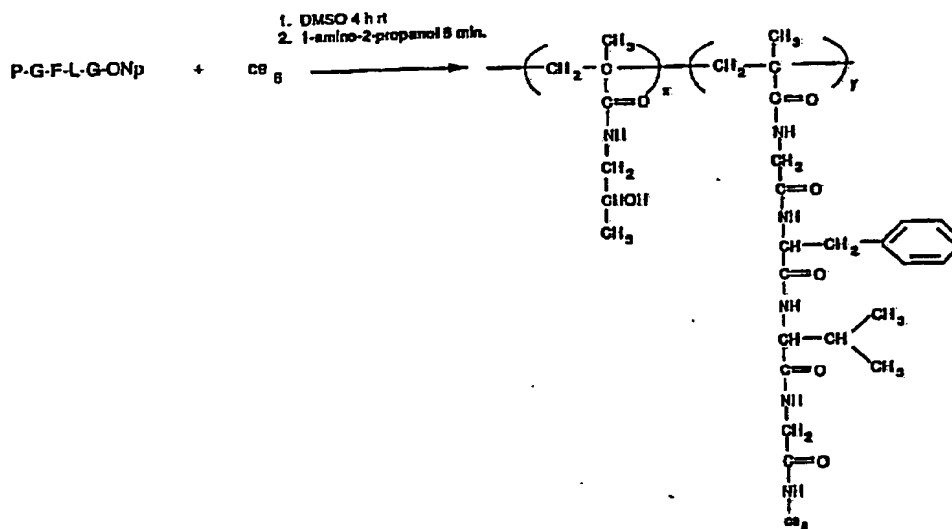 1. DMSO 4 h rt
2. 1-amino-2-propanol 5 min.
P-G-F-L-G-ONp + ce 6
CH₃ CH₃
CH₂ C CH₂ C
x y
C=O C=O
NH NH
CH₂ CH₂
C=O
CHOH NH
CH₃ CH CH₂
C=O
NH
CH CH CH₃
CH₃
C=O
NH
CH₂
C=O
NH